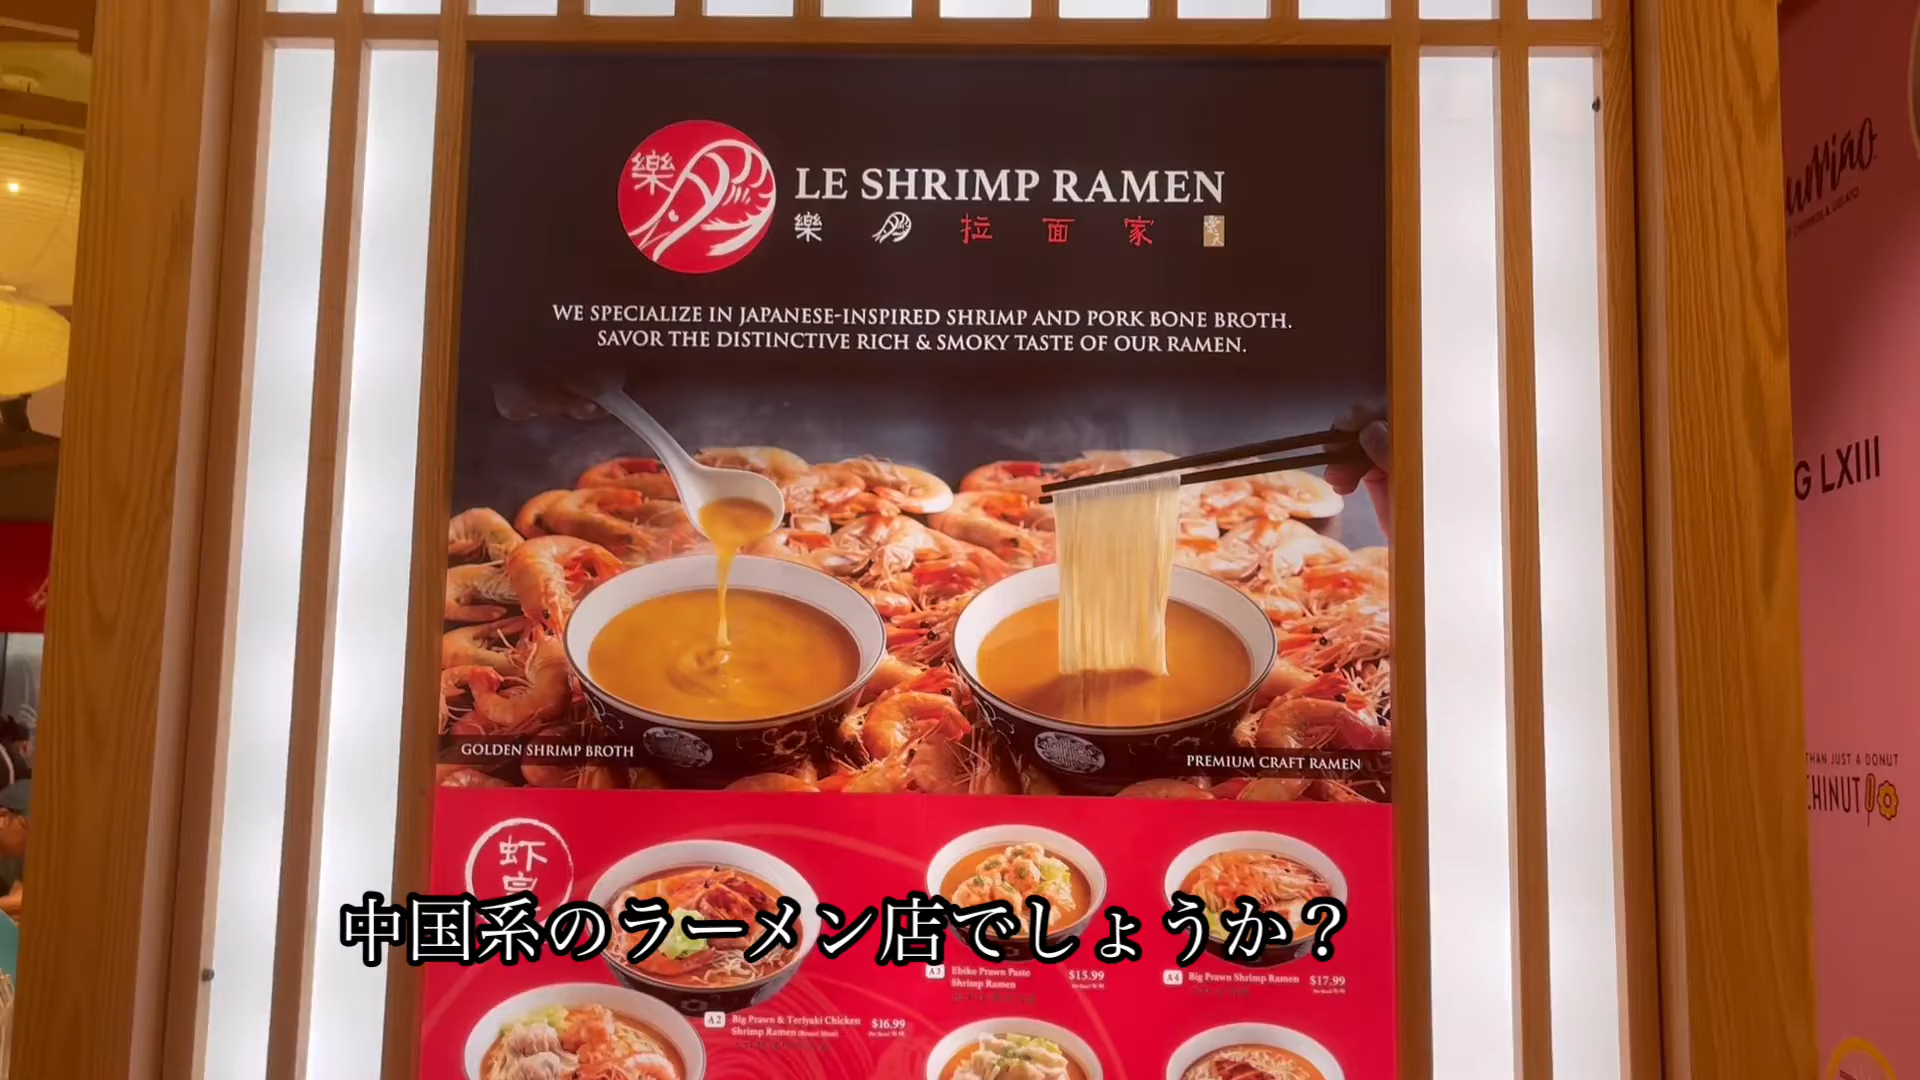 樂
LE SHRIMP RAMEN
樂 拉 面 家
WE SPECIALIZE IN JAPANESE-INSPIRED SHRIMP AND PORK BONE BROTH.
SAVOR THE DISTINCTIVE RICH & SMOKY TASTE OF OUR RAMEN.
G LXIII
GOLDEN SHRIMP BROTH
PREMIUM CRAFT RAMEN
THAN JUST A DONUT
CHINUT
虾
中国系のラーメン店でしょうか？
A3 Ebiko Prawn Paste
Shrimp Ramen
$15.99
A4 Big Prawn Shrimp Ramen $17.99
A2 Big Prawn & Teriyaki Chicken
Shrimp Ramen
$16.99